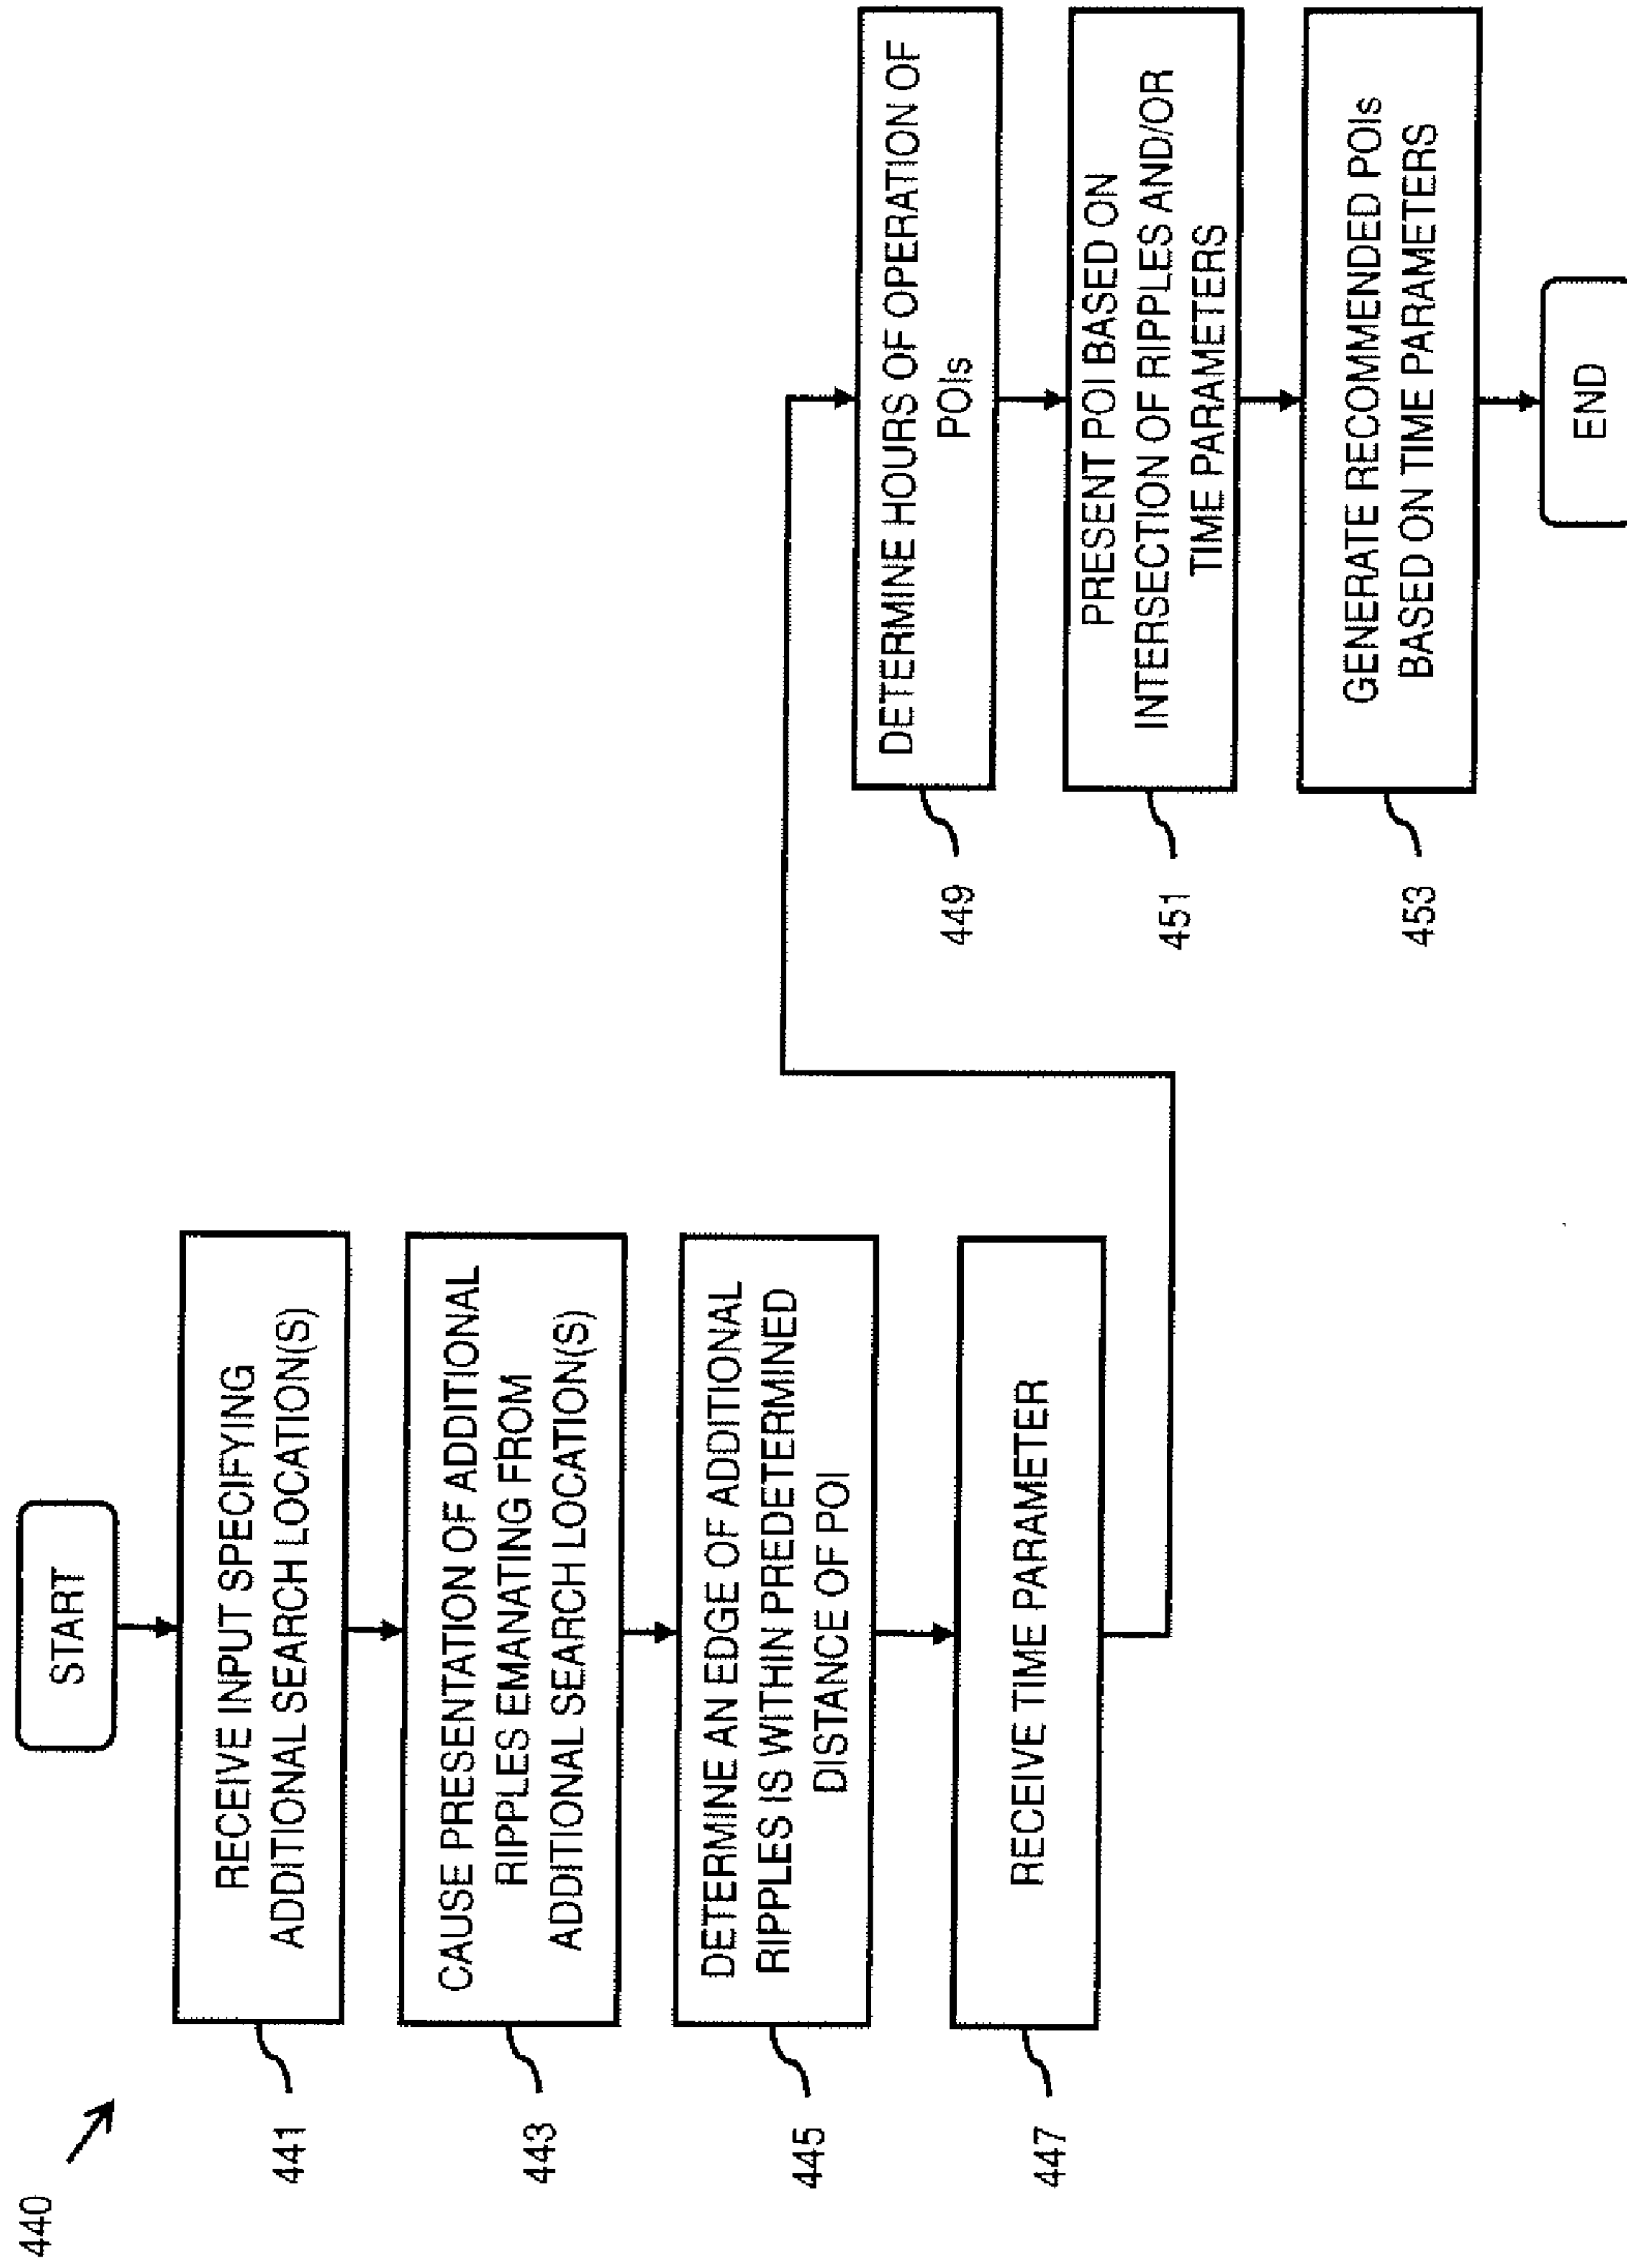 440
START
441
RECEIVE INPUT SPECIFYING
ADDITIONAL SEARCH LOCATION(S)
443
CAUSE PRESENTATION OF ADDITIONAL
RIPPLES EMANATING FROM
ADDITIONAL SEARCH LOCATION(S)
445
DETERMINE AN EDGE OF ADDITIONAL
RIPPLES IS WITHIN PREDETERMINED
DISTANCE OF POI
447
RECEIVE TIME PARAMETER
449
DETERMINE HOURS OF OPERATION OF
POIs
451
PRESENT POI BASED ON
INTERSECTION OF RIPPLES AND/OR
TIME PARAMETERS
453
GENERATE RECOMMENDED POIs
BASED ON TIME PARAMETERS
END